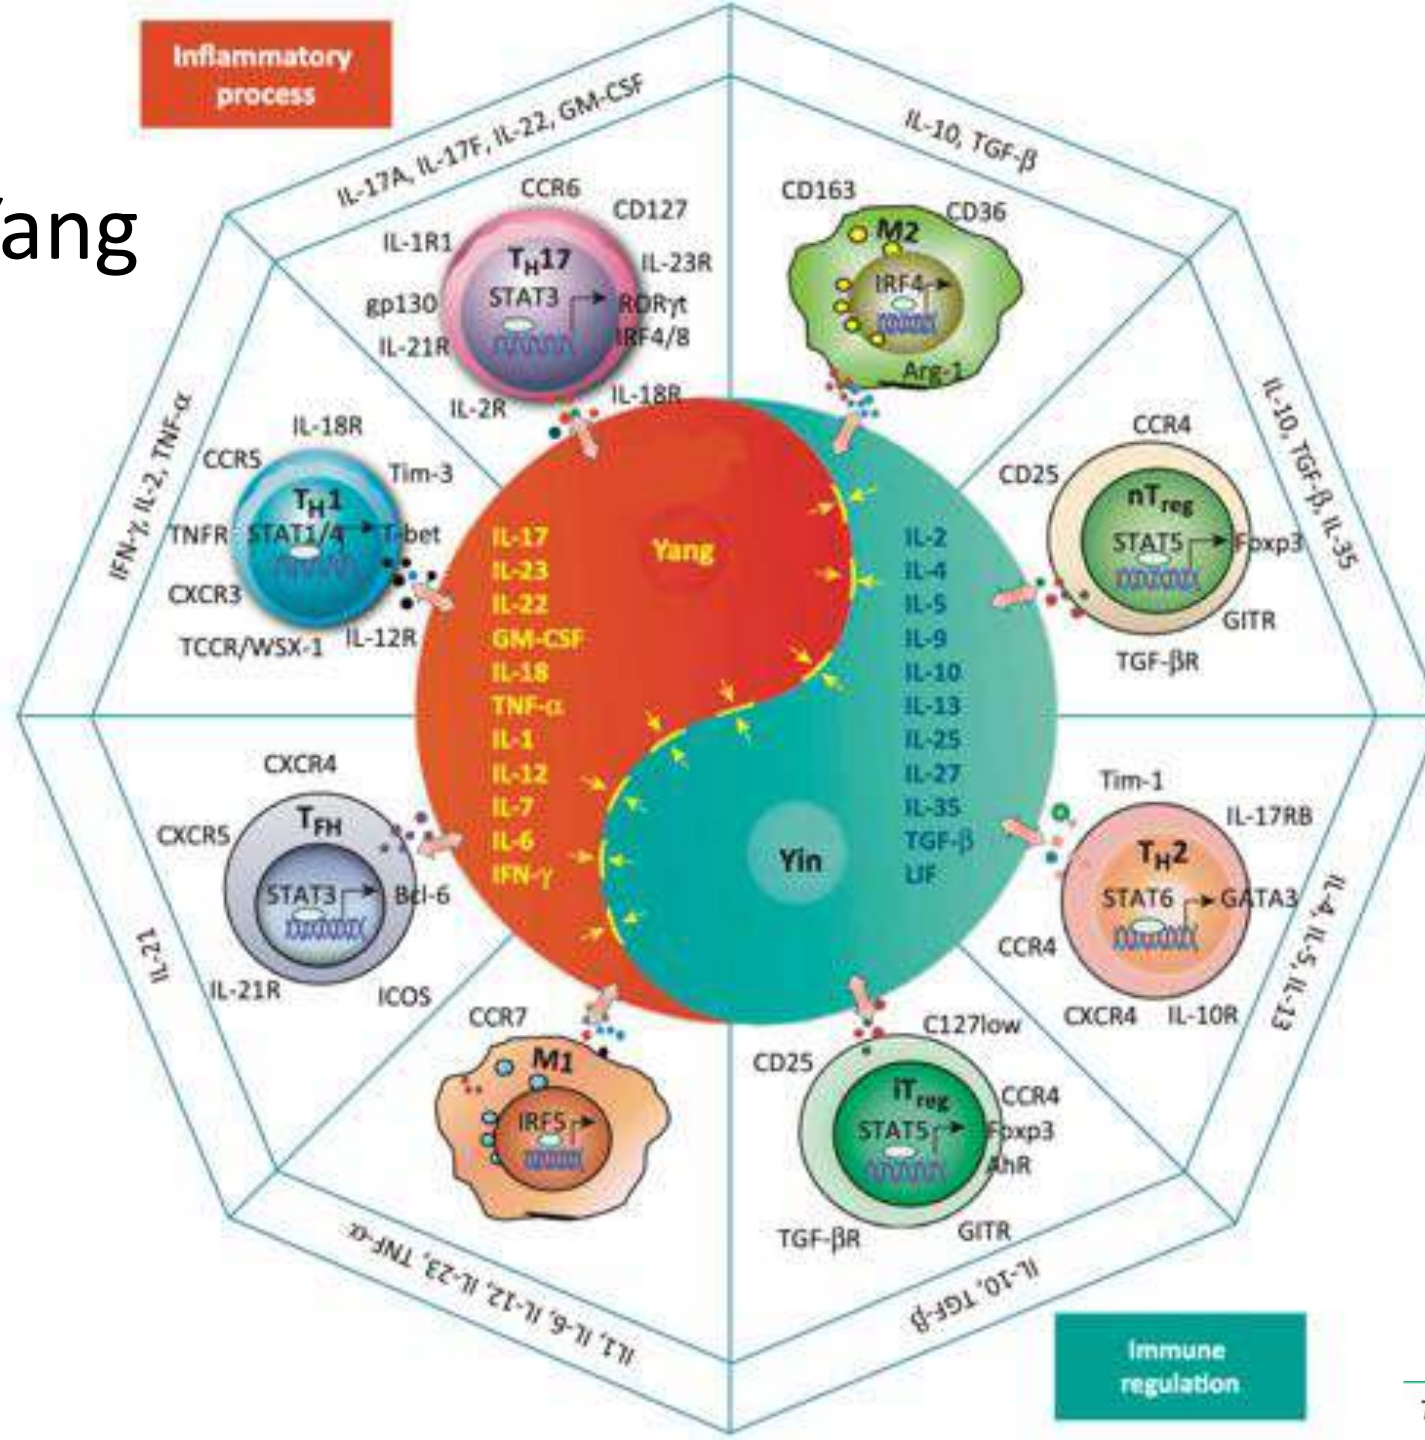 Inflammatory
process
IL-17A, IL-17F, IL-22, GM-CSF
IL-10, TGF-β
CCR6
CD127
IL-1R1
TH17
IL-23R
gp130
STAT3
RORγt
IRF4/8
IL-21R
IL-2R
IL-18R
CD163
CD36
M2
IRF4
Arg-1
IFN-γ, IL-2, TNF-α
IL-18R
CCR5
Tim-3
TH1
TNFR
STAT1/4
T-bet
CXCR3
IL-12R
TCCR/WSX-1
IL-10, TGF-β, IL-35
CCR4
CD25
nTreg
STAT5
Foxp3
GITR
TGF-βR
Yang
IL-17
IL-23
IL-22
GM-CSF
IL-18
TNF-α
IL-1
IL-12
IL-7
IL-6
IFN-γ
IL-2
IL-4
IL-5
IL-9
IL-10
IL-13
IL-25
IL-27
IL-35
TGF-β
LIF
Yin
CXCR4
CXCR5
TFH
STAT3
Bcl-6
IL-21R
ICOS
IL-21
Tim-1
IL-17RB
TH2
STAT6
GATA3
CCR4
CXCR4
IL-10R
IL-4, IL-5, IL-13
CCR7
M1
IRF5
IL1, IL-6, IL-12, IL-23, TNF-α
C127low
CD25
iTreg
CCR4
STAT5
Foxp3
AhR
TGF-βR
GITR
IL-10, TGF-β
Immune
regulation